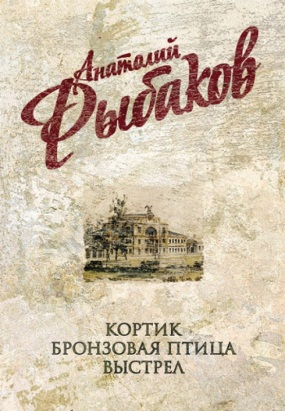 Анатолий
Рыбаков
КОРТИК
БРОНЗОВАЯ ПТИЦА
ВЫСТРЕЛ